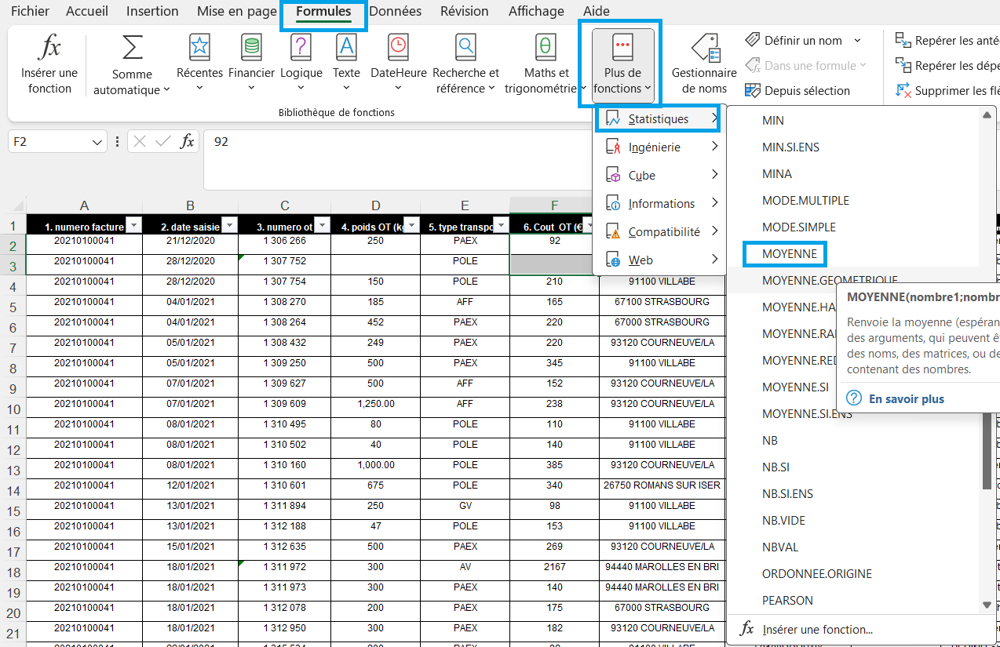 Fichier Accueil Insertion Mise en page Formules Données Révision Affichage Aide
Insérer une fonction
Somme automatique
Récentes
Financier
Logique
Texte
DateHeure
Recherche et référence
Maths et trigonométrie
Plus de fonctions
Gestionnaire de noms
Définir un nom
Dans une formule
Depuis sélection
Repérer les
Repérer les
Supprimer les
Bibliothèque de fonctions
F2 fx 92
Statistiques
Ingénierie
Cube
Informations
Compatibilité
Web
MIN
MIN.SI.ENS
MINA
MODE.MULTIPLE
MODE.SIMPLE
MOYENNE
MOYENNE.GEOMETRIQUE
MOYENNE.HA
MOYENNE.RA
MOYENNE.RED
MOYENNE.SI
MOYENNE.SI.ENS
NB
NB.SI
NB.SI.ENS
NB.VIDE
NBVAL
ORDONNEE.ORIGINE
PEARSON
fx Insérer une fonction...
MOYENNE(nombre1;nombr
Renvoie la moyenne (espéran
des arguments, qui peuvent ê
des noms, des matrices, ou de
contenant des nombres.
En savoir plus
A B C D E F
1 1. numero facture 2. date saisie 3. numero ot 4. poids OT (kg 5. type transpo 6. Cout OT (€
2 20210100041 21/12/2020 1 306 266 250 PAEX 92
3 20210100041 28/12/2020 1 307 752 POLE
4 20210100041 28/12/2020 1 307 754 150 POLE 210 91100 VILLABE
5 20210100041 04/01/2021 1 308 270 185 AFF 165 67100 STRASBOURG
6 20210100041 04/01/2021 1 308 264 452 PAEX 220 67000 STRASBOURG
7 20210100041 05/01/2021 1 308 432 249 PAEX 220 93120 COURNEUVE/LA
8 20210100041 05/01/2021 1 309 250 500 PAEX 345 91100 VILLABE
9 20210100041 07/01/2021 1 309 627 500 AFF 152 93120 COURNEUVE/LA
10 20210100041 07/01/2021 1 309 609 1,250.00 AFF 238 93120 COURNEUVE/LA
11 20210100041 08/01/2021 1 310 495 80 POLE 110 91100 VILLABE
12 20210100041 08/01/2021 1 310 502 40 POLE 140 91100 VILLABE
13 20210100041 08/01/2021 1 310 160 1,000.00 POLE 385 93120 COURNEUVE/LA
14 20210100041 12/01/2021 1 310 601 675 POLE 340 26750 ROMANS SUR ISER
15 20210100041 13/01/2021 1 311 894 250 GV 98 91100 VILLABE
16 20210100041 13/01/2021 1 312 188 47 POLE 153 91100 VILLABE
17 20210100041 15/01/2021 1 312 635 500 PAEX 269 93120 COURNEUVE/LA
18 20210100041 18/01/2021 1 311 972 300 AV 2167 94440 MAROLLES EN BRI
19 20210100041 18/01/2021 1 311 973 300 PAEX 140 94440 MAROLLES EN BRI
20 20210100041 18/01/2021 1 312 078 200 PAEX 175 67000 STRASBOURG
21 20210100041 18/01/2021 1 312 950 300 PAEX 182 93120 COURNEUVE/LA